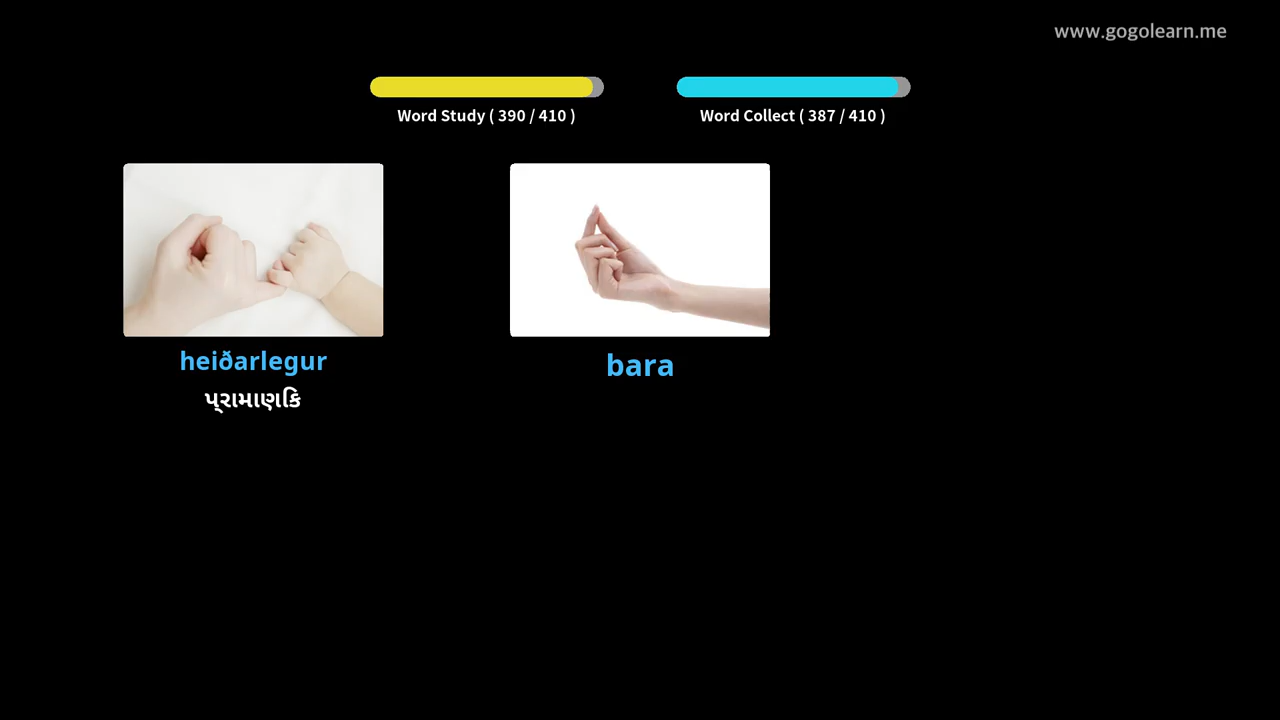 www.gogolearn.me
Word Study ( 390 / 410 )
Word Collect ( 387 / 410 )
heiðarlegur
પ્રામાણિક
bara